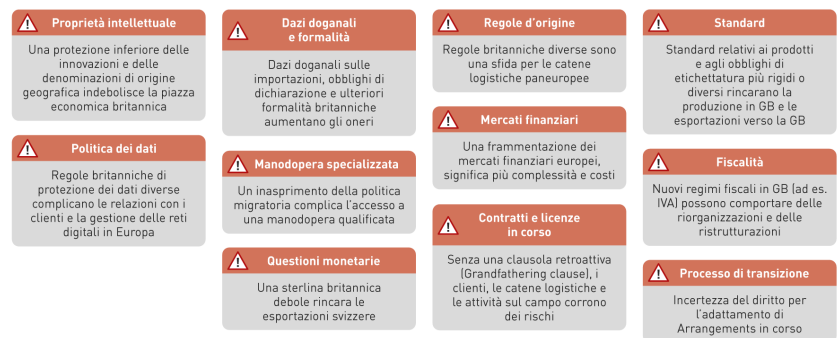 Proprietà intellettuale
Una protezione inferiore delle
innovazioni e delle
denominazioni di origine
geografica indebolisce la piazza
economica britannica
Politica dei dati
Regole britanniche di
protezione dei dati diverse
complicano le relazioni con i
clienti e la gestione delle reti
digitali in Europa
Dazi doganali
e formalità
Dazi doganali sulle
importazioni, obblighi di
dichiarazione e ulteriori
formalità britanniche
aumentano gli oneri
Manodopera specializzata
Un inasprimento della politica
migratoria complica l'accesso a
una manodopera qualificata
Questioni monetarie
Una sterlina britannica
debole rincara le
esportazioni svizzere
Regole d'origine
Regole britanniche diverse sono
una sfida per le catene
logistiche paneuropee
Mercati finanziari
Una frammentazione dei
mercati finanziari europei,
significa più complessità e costi
Contratti e licenze
in corso
Senza una clausola retroattiva
(Grandfathering clause), i
clienti, le catene logistiche e
le attività sul campo corrono
dei rischi
Standard
Standard relativi ai prodotti
e agli obblighi di
etichettatura più rigidi o
diversi rincarano la
produzione in GB e le
esportazioni verso la GB
Fiscalità
Nuovi regimi fiscali in GB (ad es.
IVA) possono comportare delle
riorganizzazioni e delle
ristrutturazioni
Processo di transizione
Incertezza del diritto per
l'adattamento di
Arrangements in corso